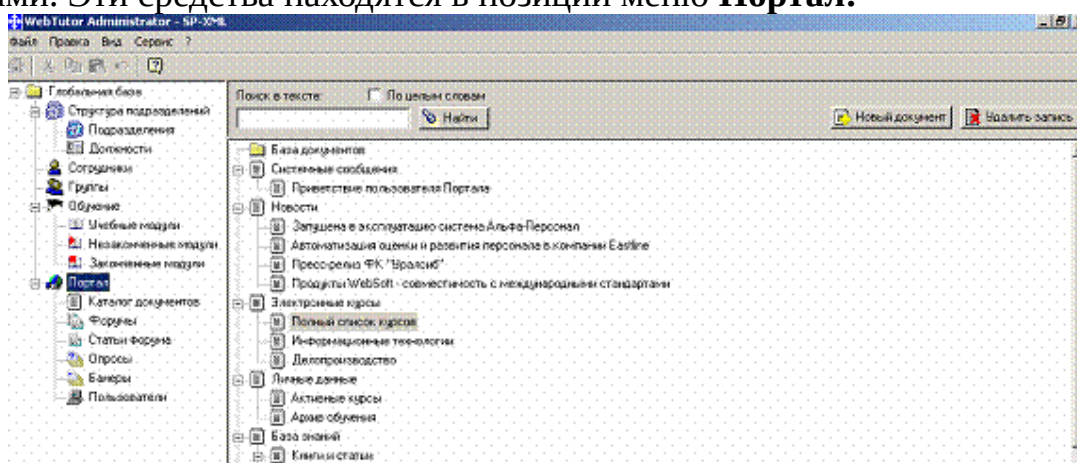 ми. Эти средства находятся в позиции меню Портал.
WebTutor Administrator - SP-XML
Файл Правка Вид Сервис ?
Глобальная база
Структура подразделений
Подразделения
Должности
Сотрудники
Группы
Обучение
Учебные модули
Незаконченные модули
Законченные модули
Портал
Каталог документов
Форумы
Статьи форума
Опросы
Банеры
Пользователи
Поиск в тексте: По целым словам
Найти
Новый документ Удалить запись
База документов
Системные сообщения
Приветствие пользователя Портала
Новости
Запущена в эксплуатацию система Альфа-Персонал
Автоматизация оценки и развития персонала в компании Eastline
Пресс-релиз ФК "Уралсиб"
Продукты WebSoft - совместимость с международными стандартами
Электронные курсы
Полный список курсов
Информационные технологии
Делопроизводство
Личные данные
Активные курсы
Архив обучения
База знаний
Книги и статьи